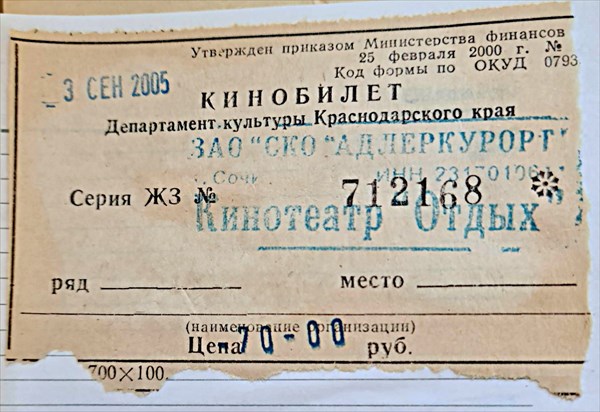 Утвержден приказом Министерства финансов
25 февраля 2000 г. №
Код формы по ОКУД 0793
3 СЕН 2005
КИНОБИЛЕТ
Департамент культуры Краснодарского края
ЗАО "СКО "АДЛЕРКУРОРТ"
г. Сочи ИНН
Серия ЖЗ № 712168
Кинотеатр Отдых"
ряд место
(наименование организации)
Цена 70-00 руб.
700×100.